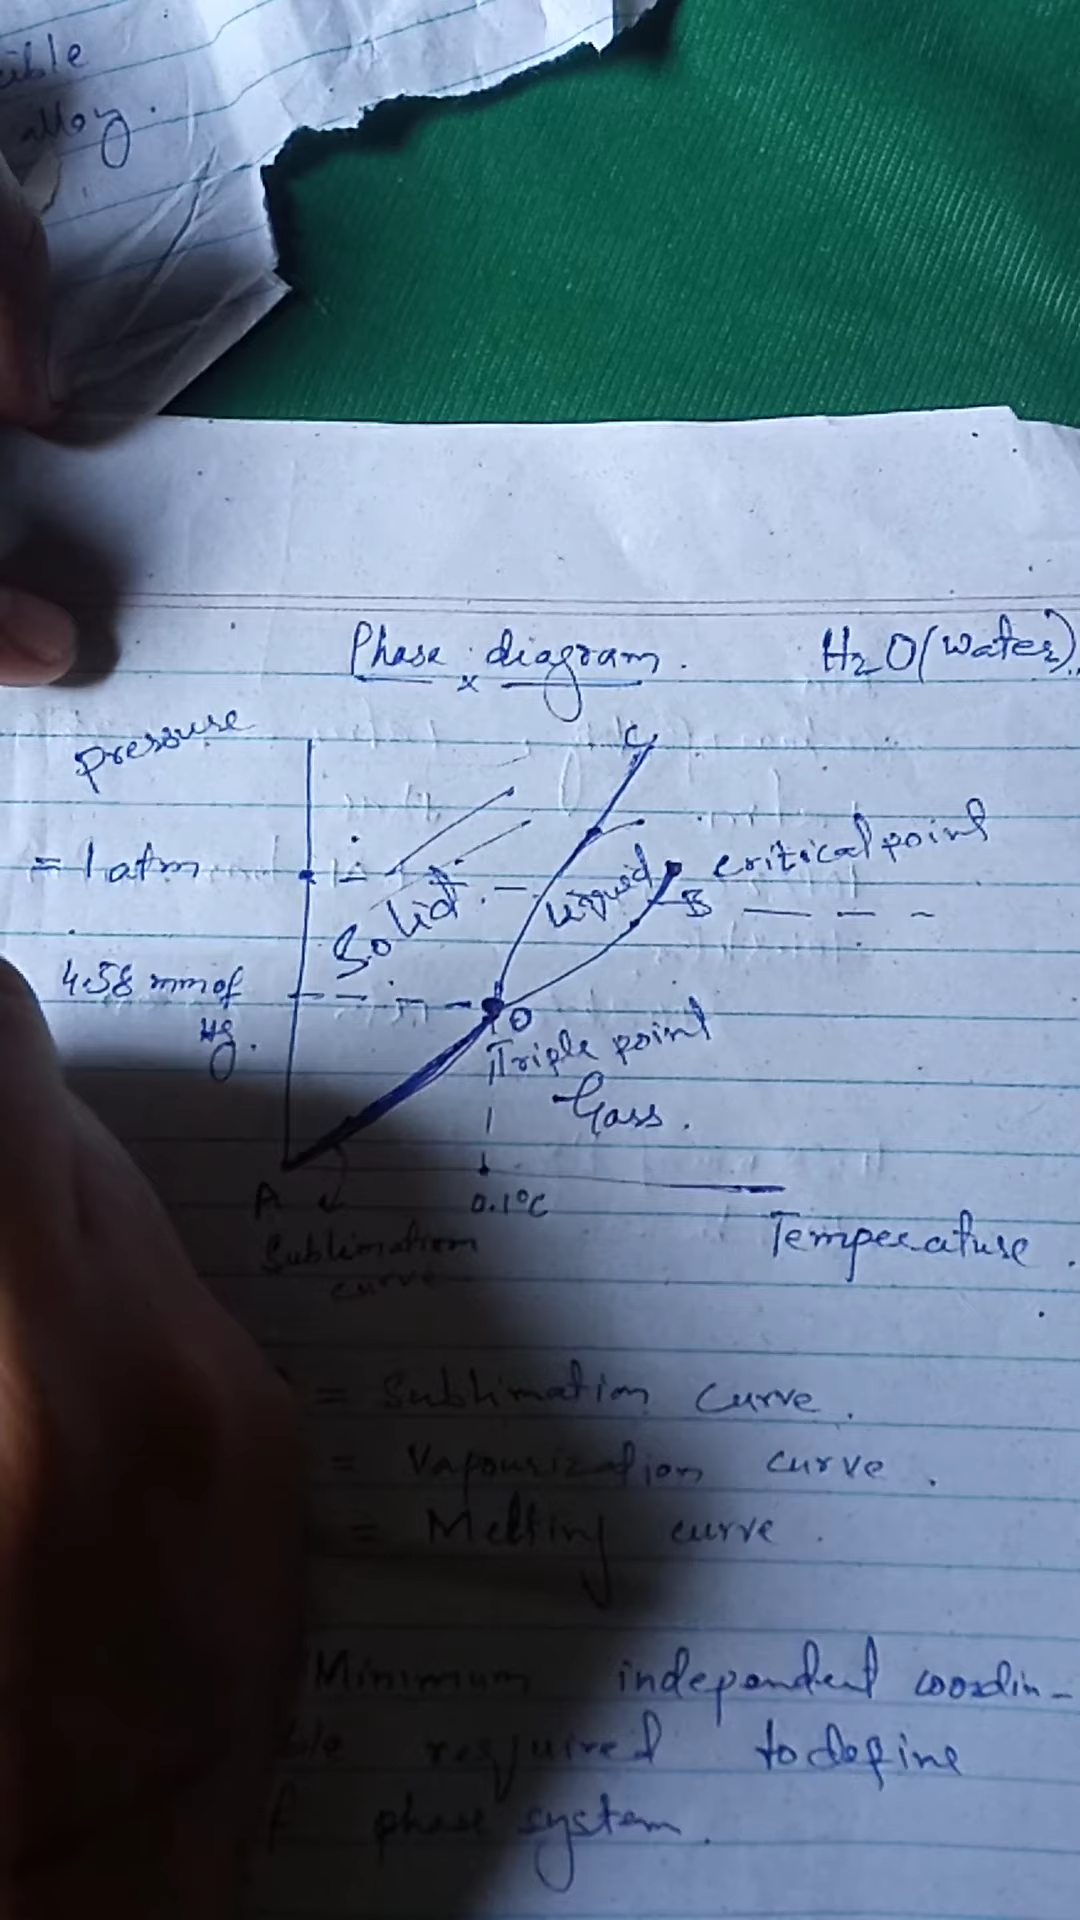 alloy.
Phase diagram. H₂O (Water).
pressure
C
= 1 atm
Solid.
Liquid
critical point
B
4.58 mm of
Hg.
O
Triple point
Gass.
A
0.1°C
Sublimation
curve
Temperature.
= Sublimation Curve.
= Vapourization curve.
= Melting curve.
Minimum independent coordin-
required to define
phase system.